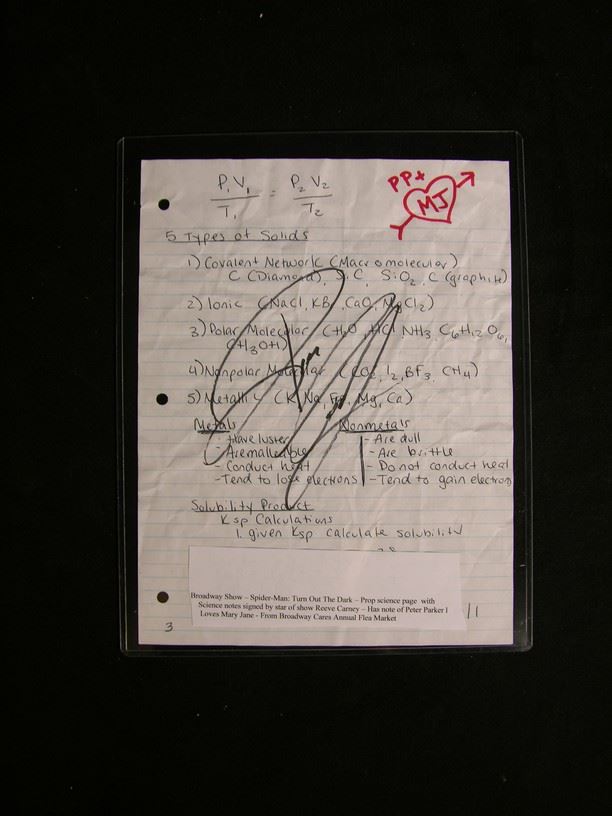 P₁V₁ / T₁ = P₂V₂ / T₂
PP+
MJ
5 Types of Solids
1) Covalent Network (Macromolecular)
C (Diamond), SiC, SiO₂, C (graphite)
2) Ionic (NaCl, KBr, CaO, MgCl₂)
3) Polar Molecular (H₂O, HCl, NH₃, C₆H₁₂O₆,
CH₃OH)
4) Nonpolar Molecular (CO₂, I₂, BF₃, CH₄)
5) Metallic (K, Na, Fe, Mg, Ca)
Metals
- Have luster
- Are malleable
- Conduct heat
- Tend to lose electrons
Nonmetals
- Are dull
- Are brittle
- Do not conduct heat
- Tend to gain electron
Solubility Product
Ksp Calculations
1. given Ksp calculate solubility
Broadway Show – Spider-Man: Turn Out The Dark – Prop science page with
Science notes signed by star of show Reeve Carney – Has note of Peter Parker l
Loves Mary Jane - From Broadway Cares Annual Flea Market
/1
3